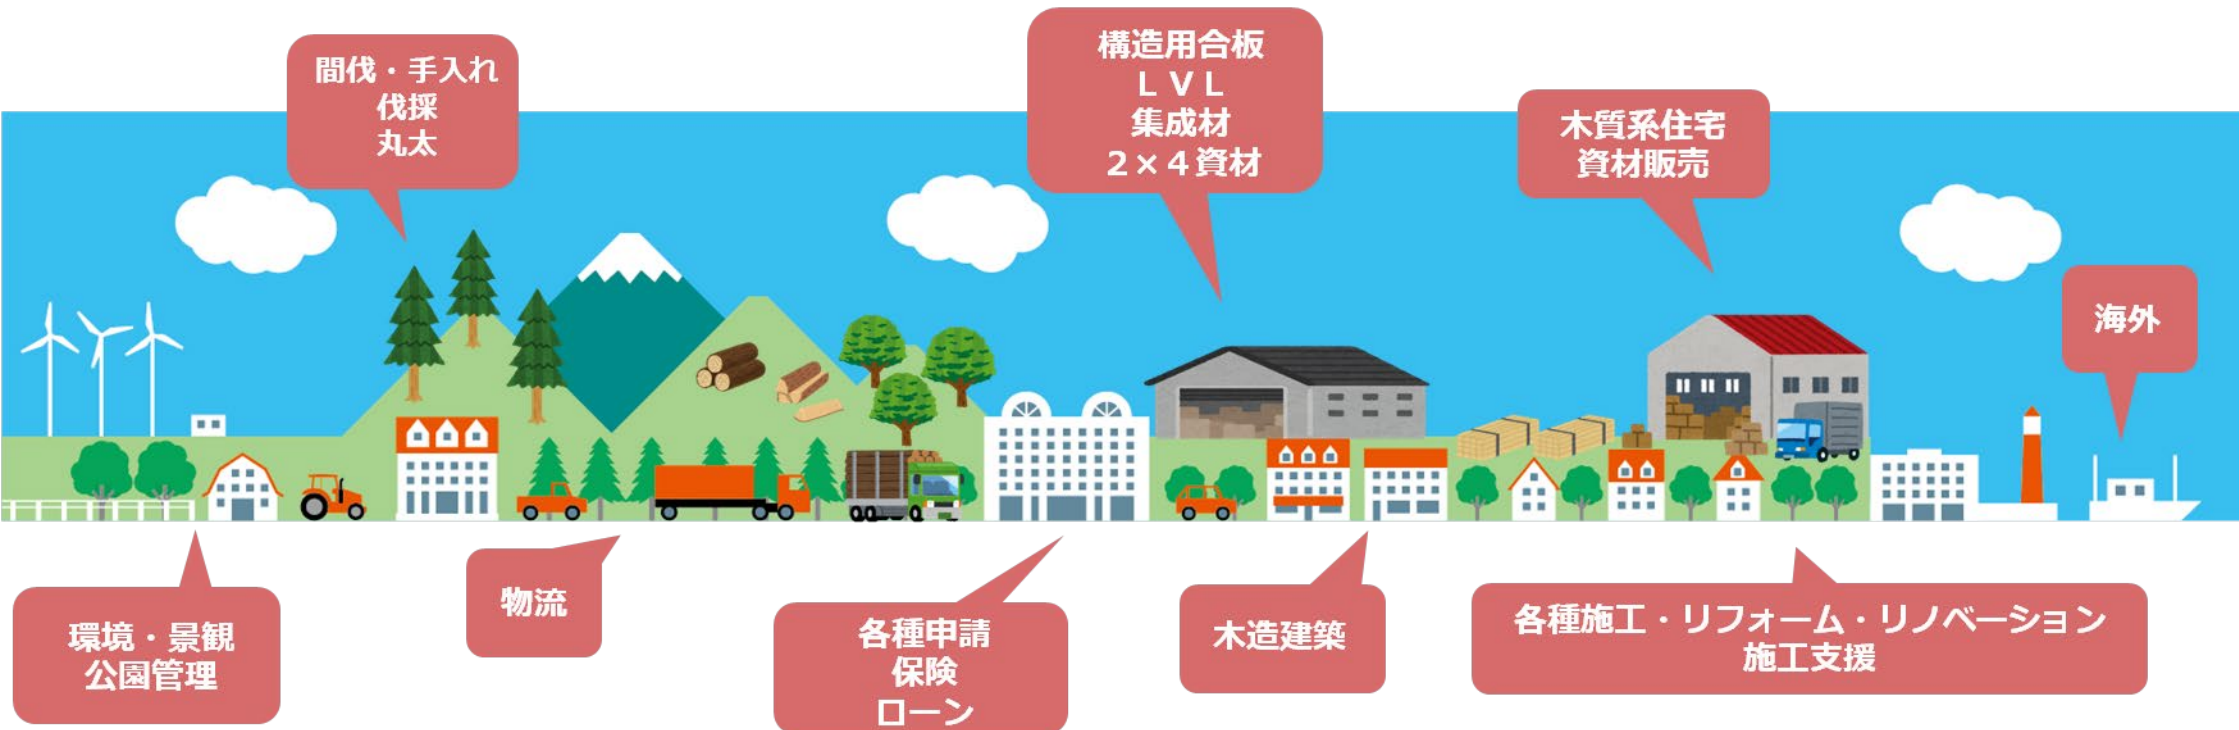 間伐・手入れ
伐採
丸太
構造用合板
ＬＶＬ
集成材
２×４資材
木質系住宅
資材販売
海外
環境・景観
公園管理
物流
各種申請
保険
ローン
木造建築
各種施工・リフォーム・リノベーション
施工支援